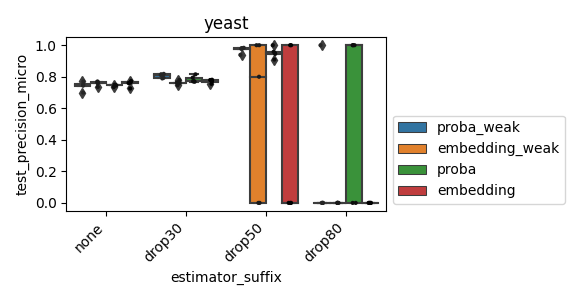 yeast
test_precision_micro
1.0
0.8
0.6
0.4
0.2
0.0
none
drop30
drop50
drop80
estimator_suffix
proba_weak
embedding_weak
proba
embedding